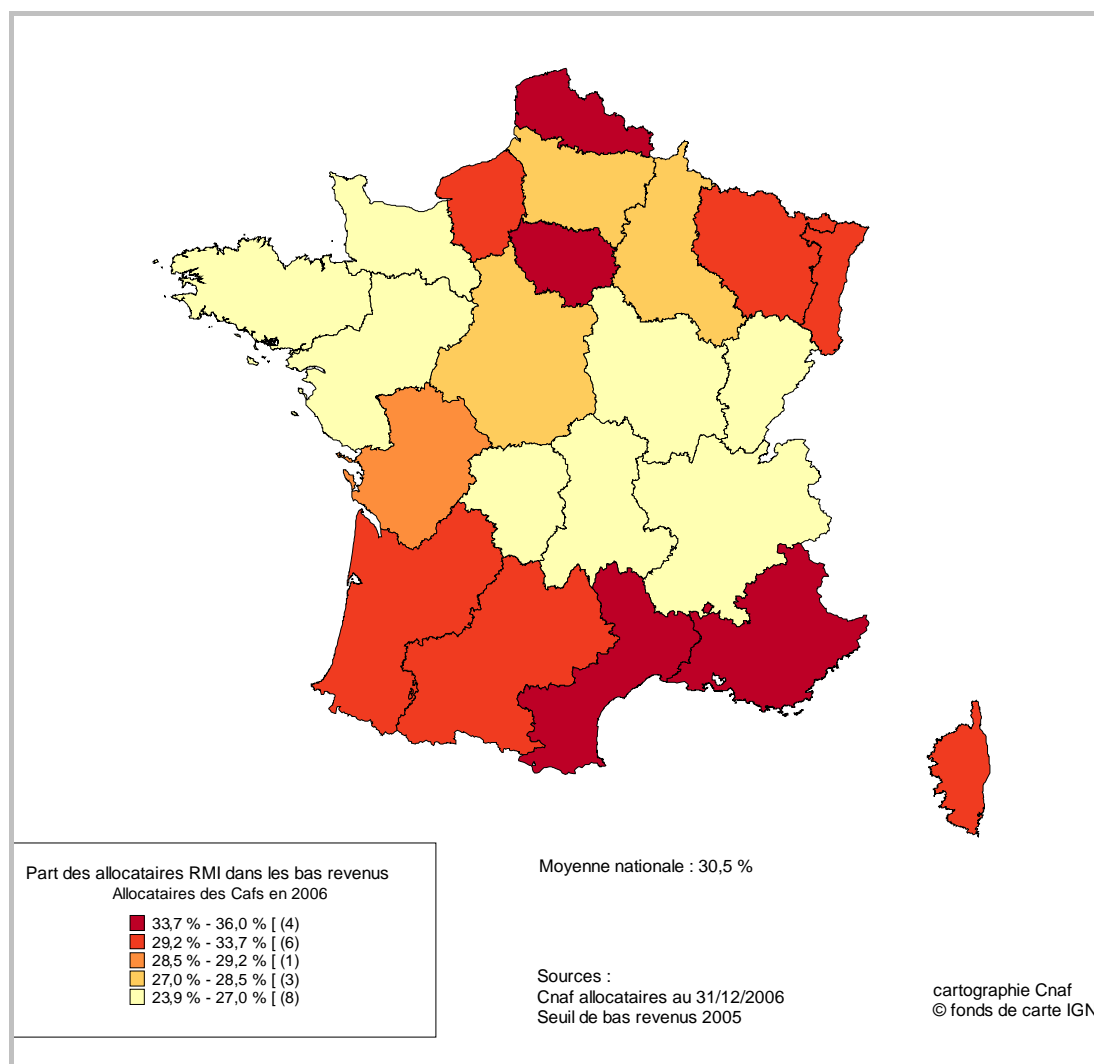 Part des allocataires RMI dans les bas revenus
Allocataires des Cafs en 2006
33,7 % - 36,0 % [ (4)
29,2 % - 33,7 % [ (6)
28,5 % - 29,2 % [ (1)
27,0 % - 28,5 % [ (3)
23,9 % - 27,0 % [ (8)
Moyenne nationale : 30,5 %
Sources :
Cnaf allocataires au 31/12/2006
Seuil de bas revenus 2005
cartographie Cnaf
© fonds de carte IGN